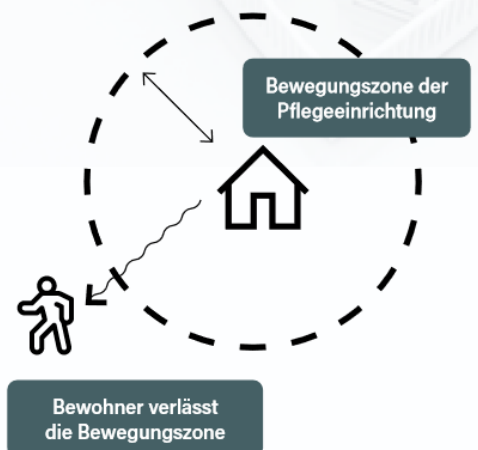 Bewegungszone der
Pflegeeinrichtung
Bewohner verlässt
die Bewegungszone